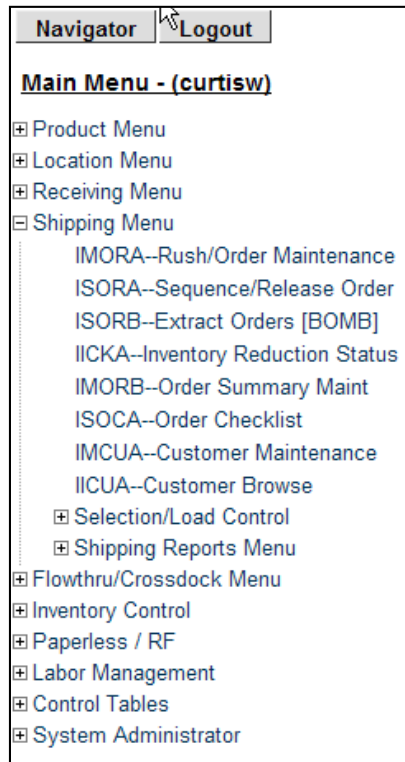 Navigator Logout
Main Menu - (curtisw)
Product Menu
Location Menu
Receiving Menu
Shipping Menu
IMORA--Rush/Order Maintenance
ISORA--Sequence/Release Order
ISORB--Extract Orders [BOMB]
IICKA--Inventory Reduction Status
IMORB--Order Summary Maint
ISOCA--Order Checklist
IMCUA--Customer Maintenance
IICUA--Customer Browse
Selection/Load Control
Shipping Reports Menu
Flowthru/Crossdock Menu
Inventory Control
Paperless / RF
Labor Management
Control Tables
System Administrator